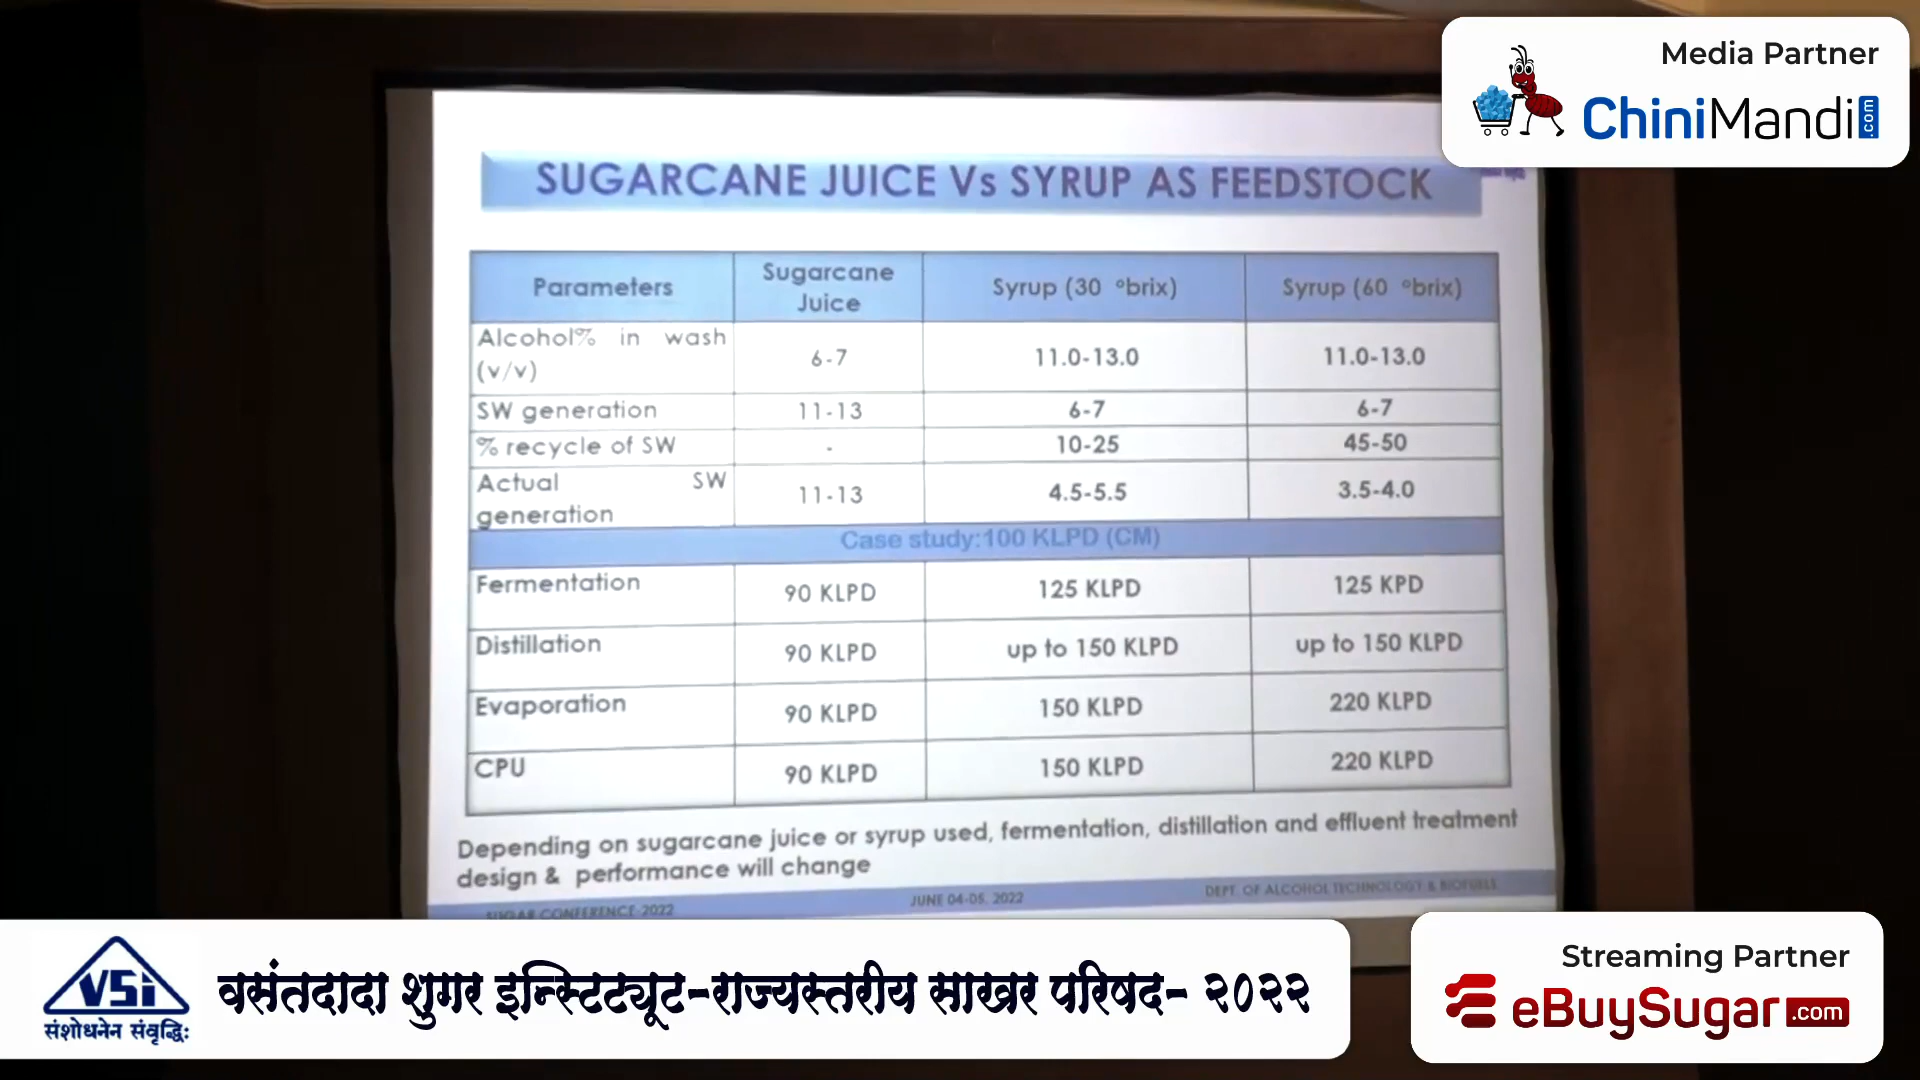 Media Partner
ChiniMandi.com
SUGARCANE JUICE Vs SYRUP AS FEEDSTOCK
Parameters Sugarcane Juice Syrup (30 °brix) Syrup (60 °brix)
Alcohol% in wash (v/v) 6-7 11.0-13.0 11.0-13.0
SW generation 11-13 6-7 6-7
% recycle of SW - 10-25 45-50
Actual SW generation 11-13 4.5-5.5 3.5-4.0
Case study:100 KLPD (CM)
Fermentation 90 KLPD 125 KLPD 125 KPD
Distillation 90 KLPD up to 150 KLPD up to 150 KLPD
Evaporation 90 KLPD 150 KLPD 220 KLPD
CPU 90 KLPD 150 KLPD 220 KLPD
Depending on sugarcane juice or syrup used, fermentation, distillation and effluent treatment
design & performance will change
SUGAR CONFERENCE-2022 JUNE 04-05, 2022 DEPT. OF ALCOHOL TECHNOLOGY & BIOFUELS
VSI
संशोधनेन संवृद्धिः
वसंतदादा शुगर इन्स्टिट्यूट-राज्यस्तरीय साखर परिषद- २०२२
Streaming Partner
eBuySugar.com